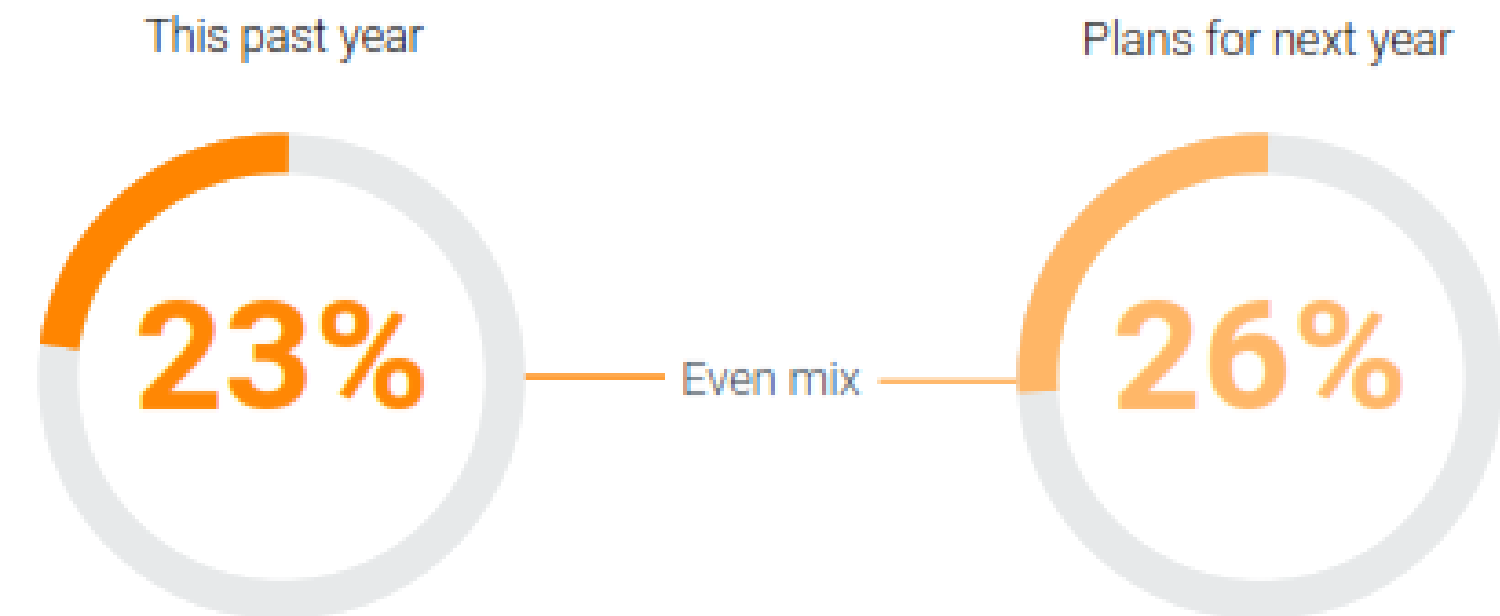 This past year
Plans for next year
23%
Even mix
26%